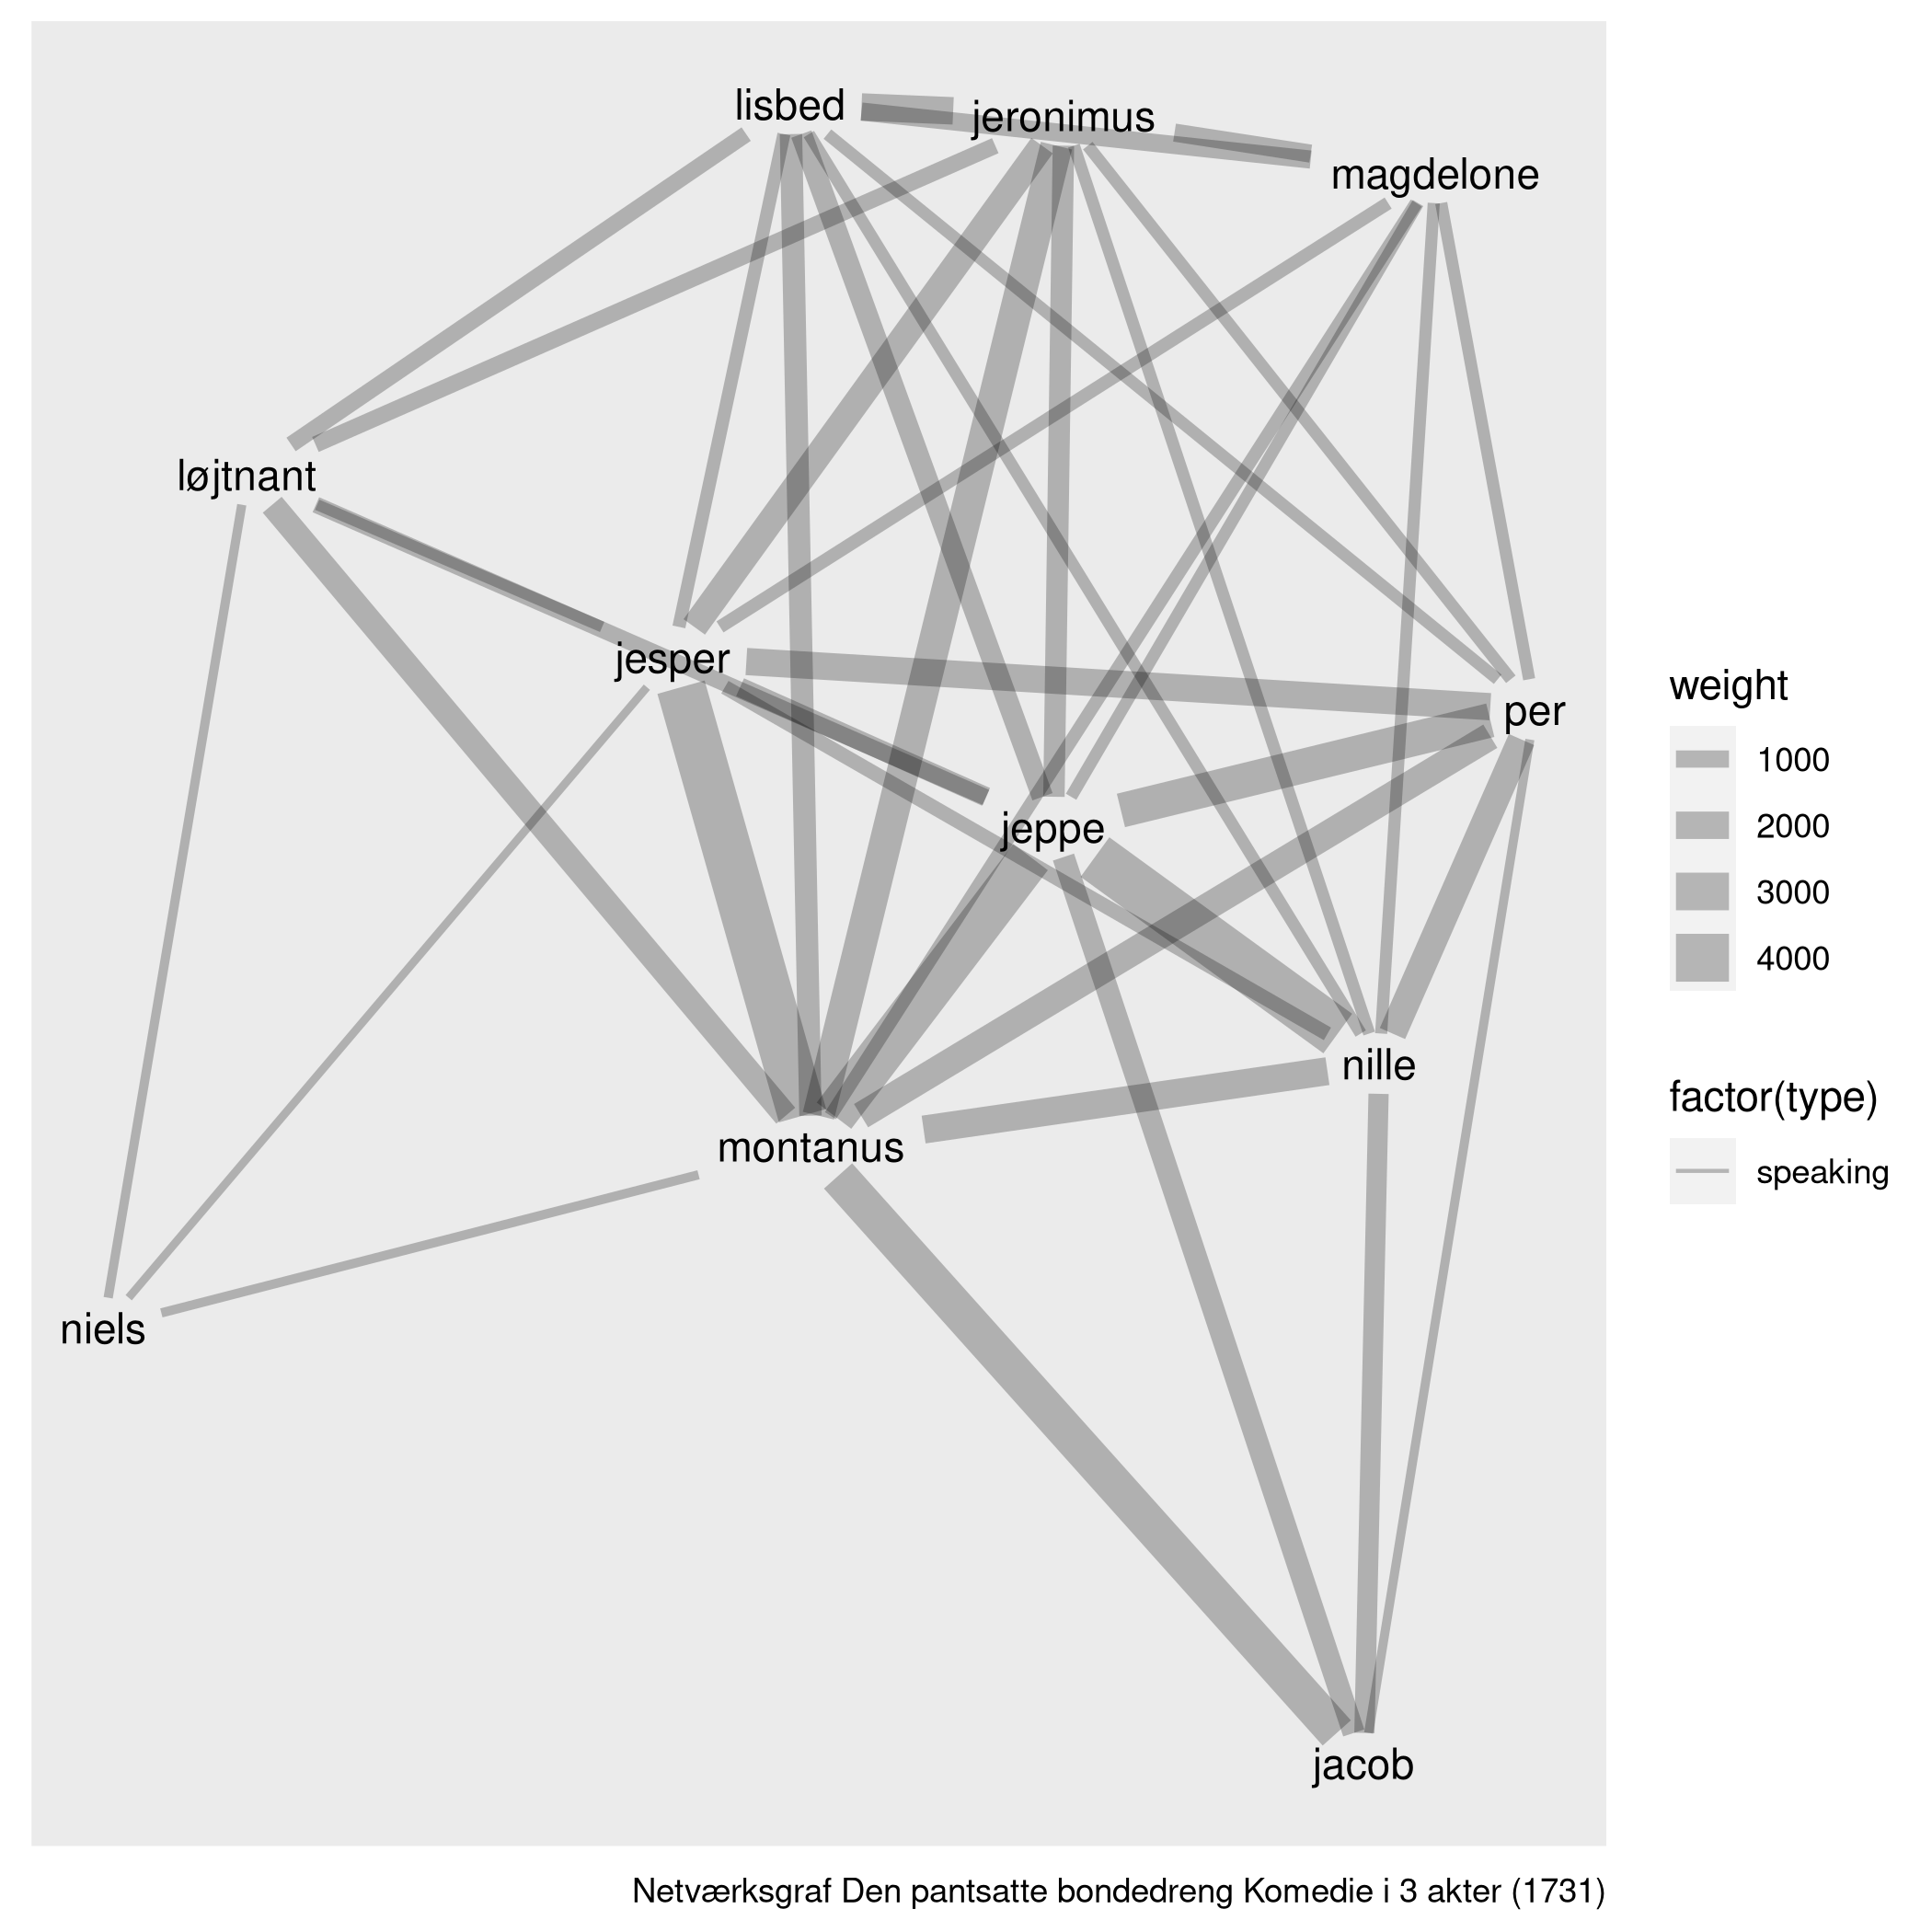 lisbed
jeronimus
magdelone
løjtnant
jesper
per
jeppe
nille
montanus
niels
jacob
weight
1000
2000
3000
4000
factor(type)
speaking
Netværksgraf Den pantsatte bondedreng Komedie i 3 akter (1731)